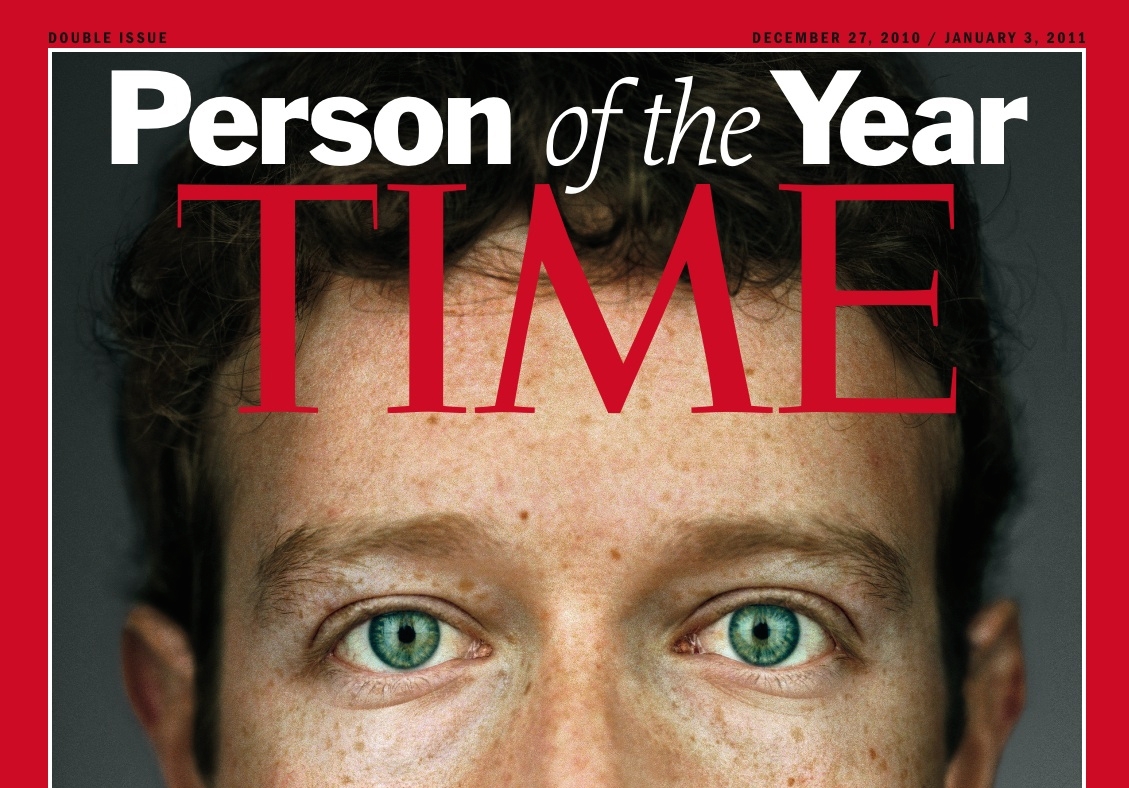 DOUBLE ISSUE
DECEMBER 27, 2010 / JANUARY 3, 2011
Person of the Year
TIME